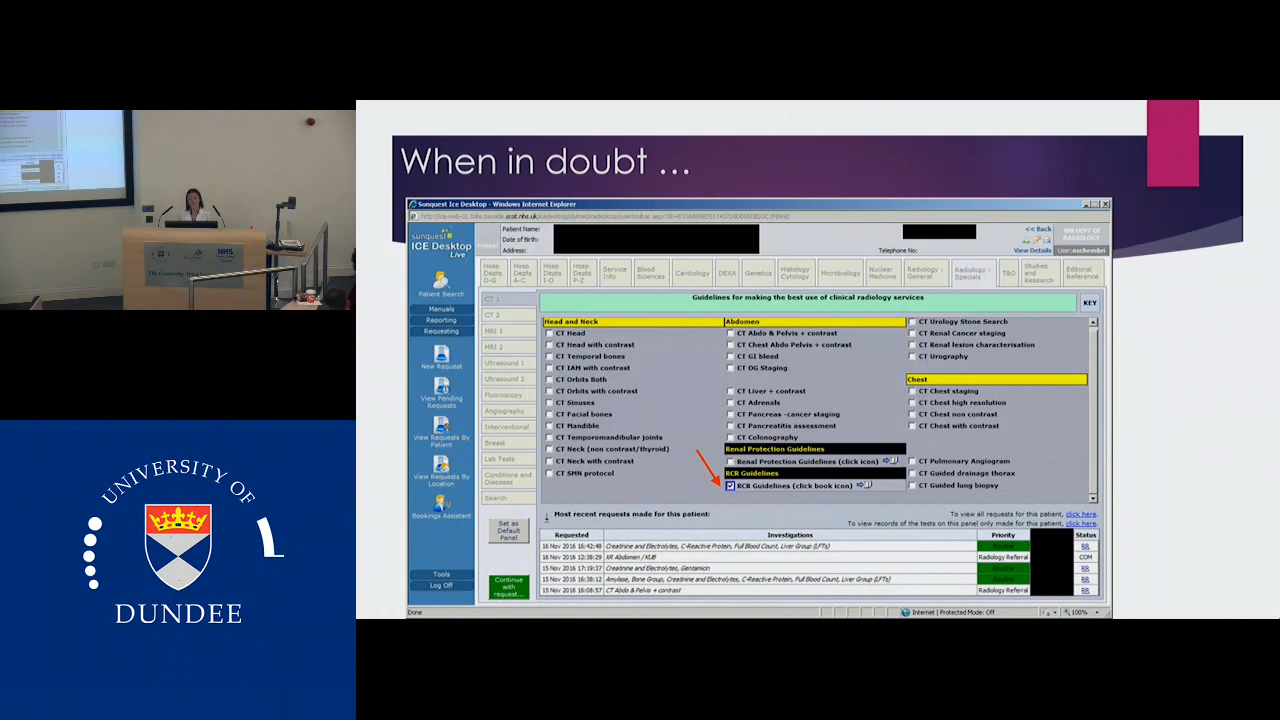 When in doubt ...
Sunquest Ice Desktop - Windows Internet Explorer
sunquest
ICE Desktop
Live
Patient Name:
Date of Birth:
Address:
Telephone No:
<< Back
View Details
NW DEPT OF
RADIOLOGY
User:nschembri
Patient Search
Manuals
Reporting
Requesting
New Request
View Pending
Requests
View Requests By
Patient
View Requests By
Location
Bookings Assistant
Tools
Log Off
Hosp Depts D-G
Hosp Depts A-C
Hosp Depts I-O
Hosp Depts P-Z
Service Info
Blood Sciences
Cardiology
DEXA
Genetics
Histology Cytology
Microbiology
Nuclear Medicine
Radiology : General
Radiology : Specials
T&O
Studies and Research
Editorial Reference
CT 1
CT 2
MRI 1
MRI 2
Ultrasound 1
Ultrasound 2
Fluoroscopy
Angiography
Interventional
Breast
Lab Tests
Conditions and
Diseases
Search
Set as
Default
Panel
Continue
with
request...
Guidelines for making the best use of clinical radiology services
KEY
Head and Neck
CT Head
CT Head with contrast
CT Temporal bones
CT IAM with contrast
CT Orbits Both
CT Orbits with contrast
CT Sinuses
CT Facial bones
CT Mandible
CT Temporomandibular joints
CT Neck (non contrast/thyroid)
CT Neck with contrast
CT SMN protocol
Abdomen
CT Abdo & Pelvis + contrast
CT Chest Abdo Pelvis + contrast
CT GI bleed
CT OG Staging
CT Liver + contrast
CT Adrenals
CT Pancreas -cancer staging
CT Pancreatitis assessment
CT Colonography
Renal Protection Guidelines
Renal Protection Guidelines (click icon)
RCR Guidelines
RCR Guidelines (click book icon)
CT Urology Stone Search
CT Renal Cancer staging
CT Renal lesion characterisation
CT Urography
Chest
CT Chest staging
CT Chest high resolution
CT Chest non contrast
CT Chest with contrast
CT Pulmonary Angiogram
CT Guided drainage thorax
CT Guided lung biopsy
Most recent requests made for this patient:
To view all requests for this patient, click here.
To view records of the tests on this panel only made for this patient, click here.
Requested Investigations Priority Status
16 Nov 2016 16:42:48 Creatinine and Electrolytes, C-Reactive Protein, Full Blood Count, Liver Group (LFTs) Routine RR
16 Nov 2016 12:38:29 XR Abdomen /KUB Radiology Referral COM
15 Nov 2016 17:19:37 Creatinine and Electrolytes, Gentamicin Routine RR
15 Nov 2016 16:38:12 Amylase, Bone Group, Creatinine and Electrolytes, C-Reactive Protein, Full Blood Count, Liver Group (LFTs) Routine RR
15 Nov 2016 16:08:57 CT Abdo & Pelvis + contrast Radiology Referral RR
Done
Internet | Protected Mode: Off
100%
NHS
UNIVERSITY OF
DUNDEE